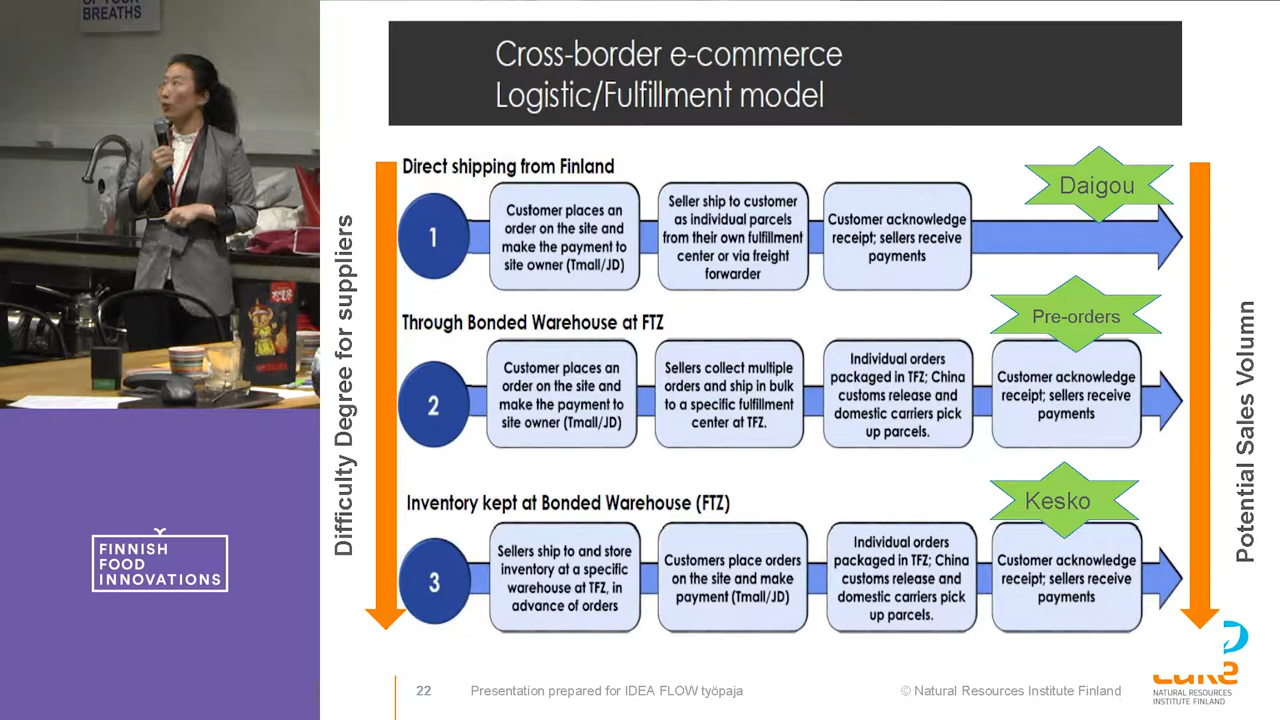 OF YOUR
BREATHS
FINNISH
FOOD
INNOVATIONS
Cross-border e-commerce
Logistic/Fulfillment model
Difficulty Degree for suppliers
Potential Sales Volumn
Direct shipping from Finland
Daigou
1
Customer places an
order on the site and
make the payment to
site owner (Tmall/JD)
Seller ship to customer
as individual parcels
from their own fulfillment
center or via freight
forwarder
Customer acknowledge
receipt; sellers receive
payments
Through Bonded Warehouse at FTZ
Pre-orders
2
Customer places an
order on the site and
make the payment to
site owner (Tmall/JD)
Sellers collect multiple
orders and ship in bulk
to a specific fulfillment
center at TFZ.
Individual orders
packaged in TFZ; China
customs release and
domestic carriers pick
up parcels.
Customer acknowledge
receipt; sellers receive
payments
Inventory kept at Bonded Warehouse (FTZ)
Kesko
3
Sellers ship to and store
inventory at a specific
warehouse at TFZ, in
advance of orders
Customers place orders
on the site and make
payment (Tmall/JD)
Individual orders
packaged in TFZ; China
customs release and
domestic carriers pick
up parcels.
Customer acknowledge
receipt; sellers receive
payments
22
Presentation prepared for IDEA FLOW työpaja
© Natural Resources Institute Finland
Luke
NATURAL RESOURCES
INSTITUTE FINLAND